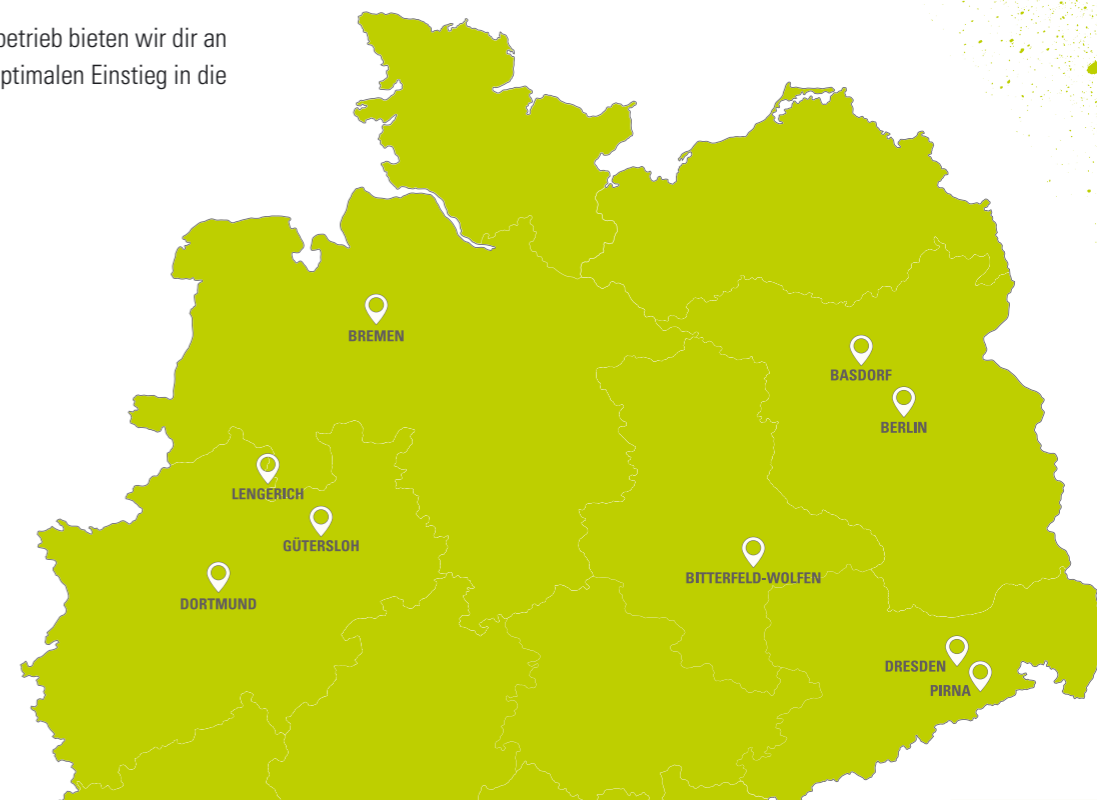 betrieb bieten wir dir an
ptimalen Einstieg in die
BREMEN
BASDORF
BERLIN
LENGERICH
GÜTERSLOH
BITTERFELD-WOLFEN
DORTMUND
DRESDEN
PIRNA